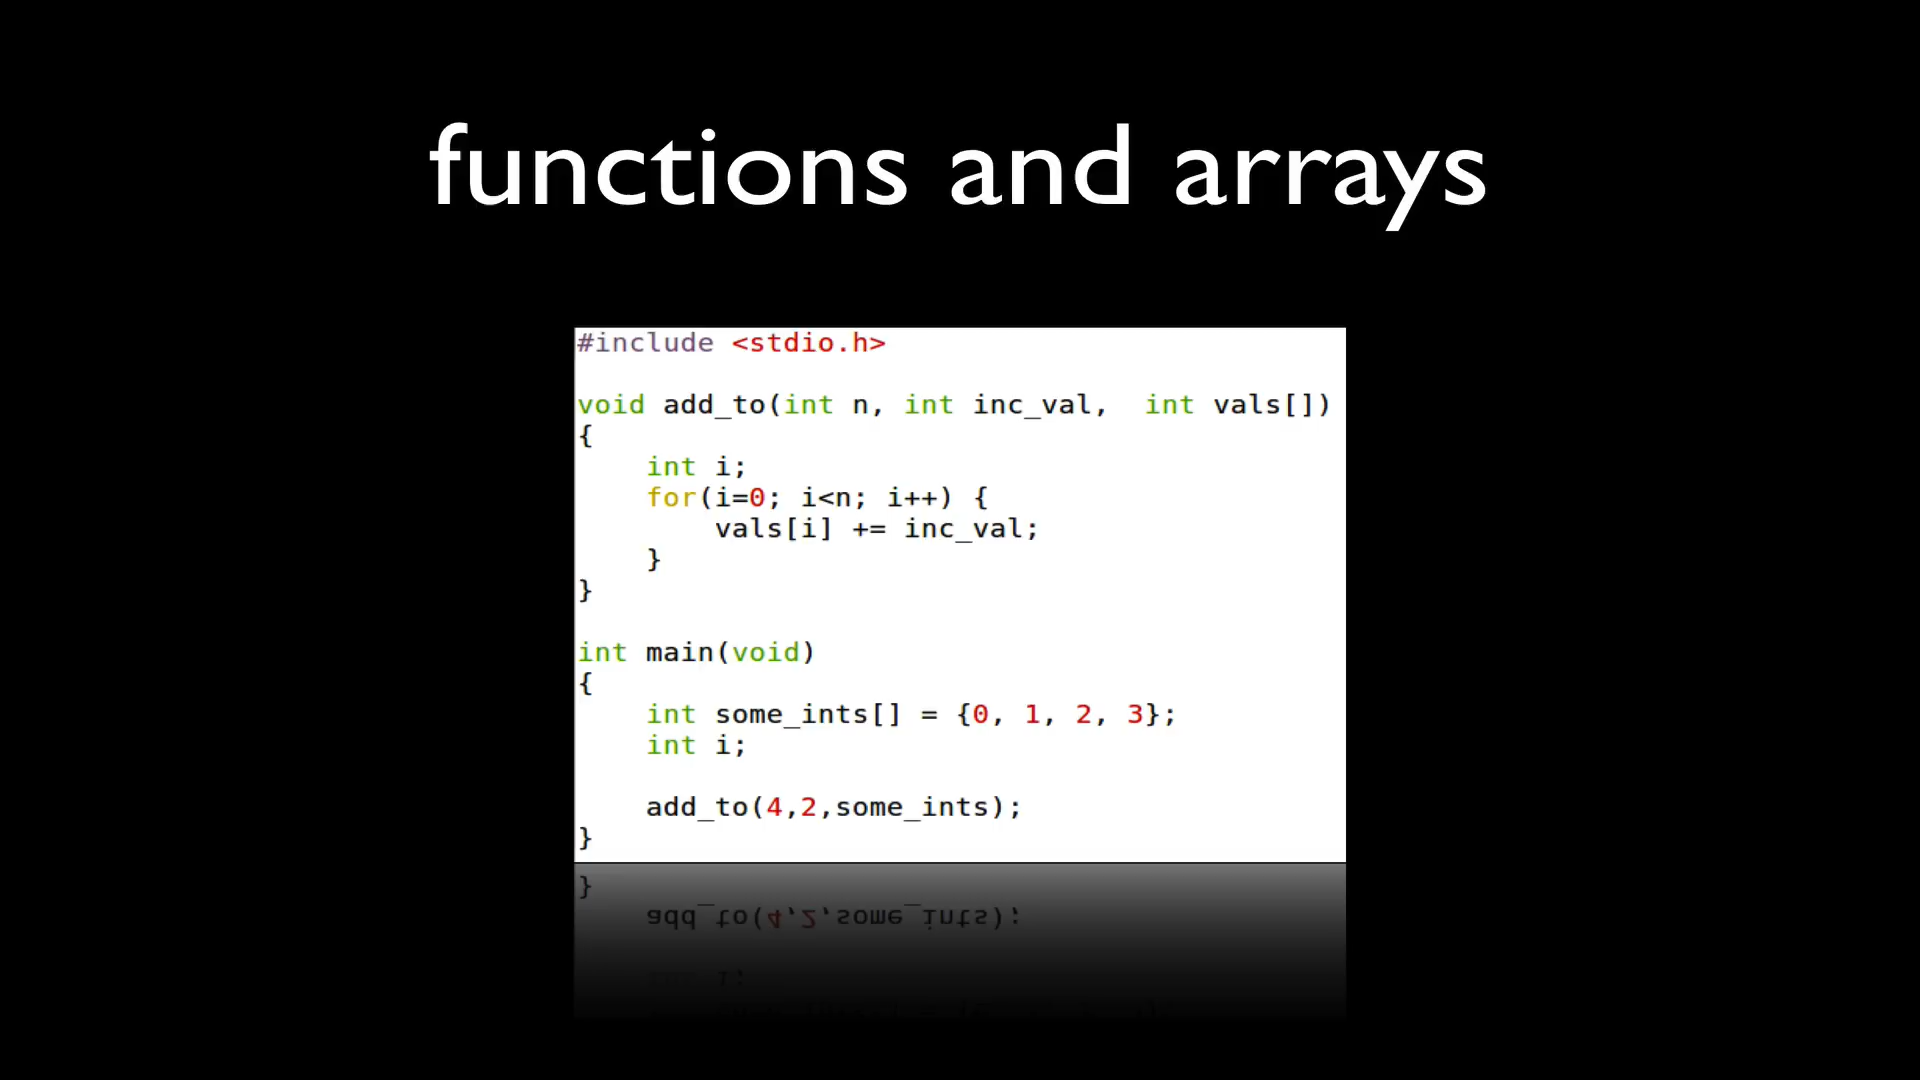 functions and arrays
#include <stdio.h>
void add_to(int n, int inc_val,  int vals[])
{
    int i;
    for(i=0; i<n; i++) {
        vals[i] += inc_val;
    }
}
int main(void)
{
    int some_ints[] = {0, 1, 2, 3};
    int i;
    add_to(4,2,some_ints);
}